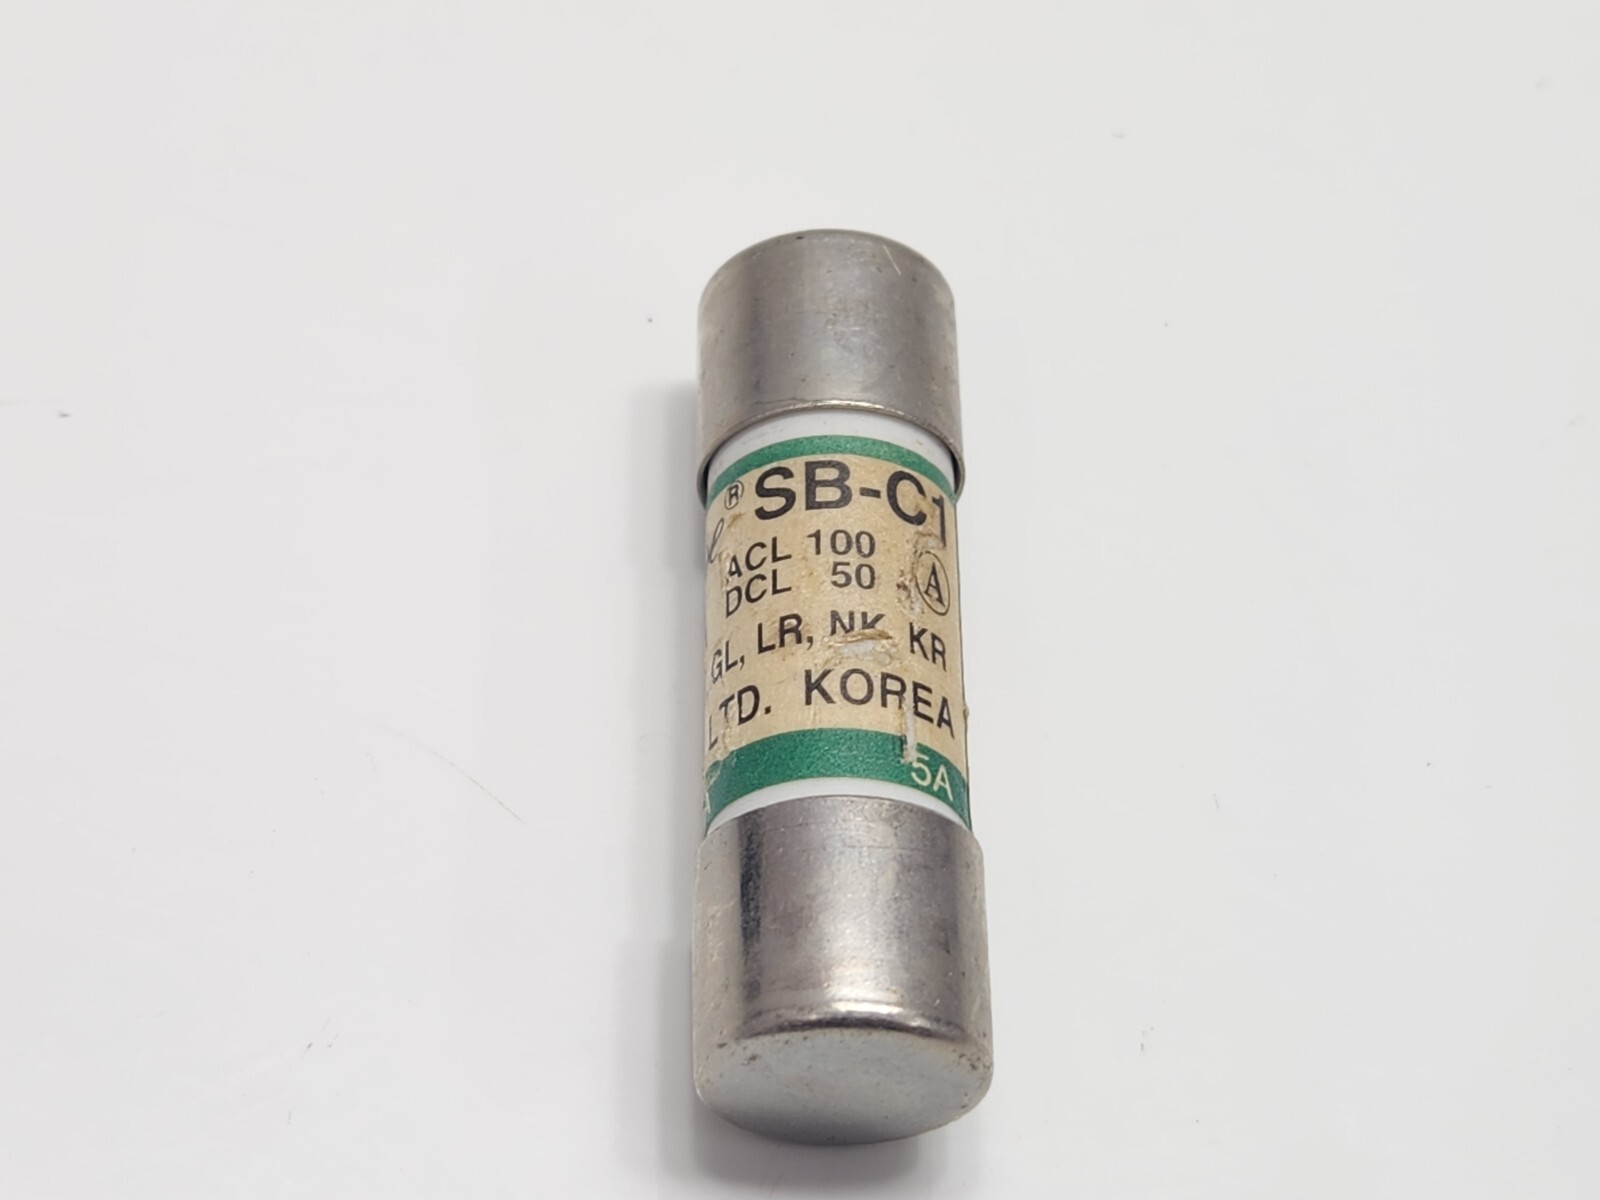 ® SB-C1
ACL 100
DCL 50 Ⓐ
GL, LR, NK, KR
LTD. KOREA
5A